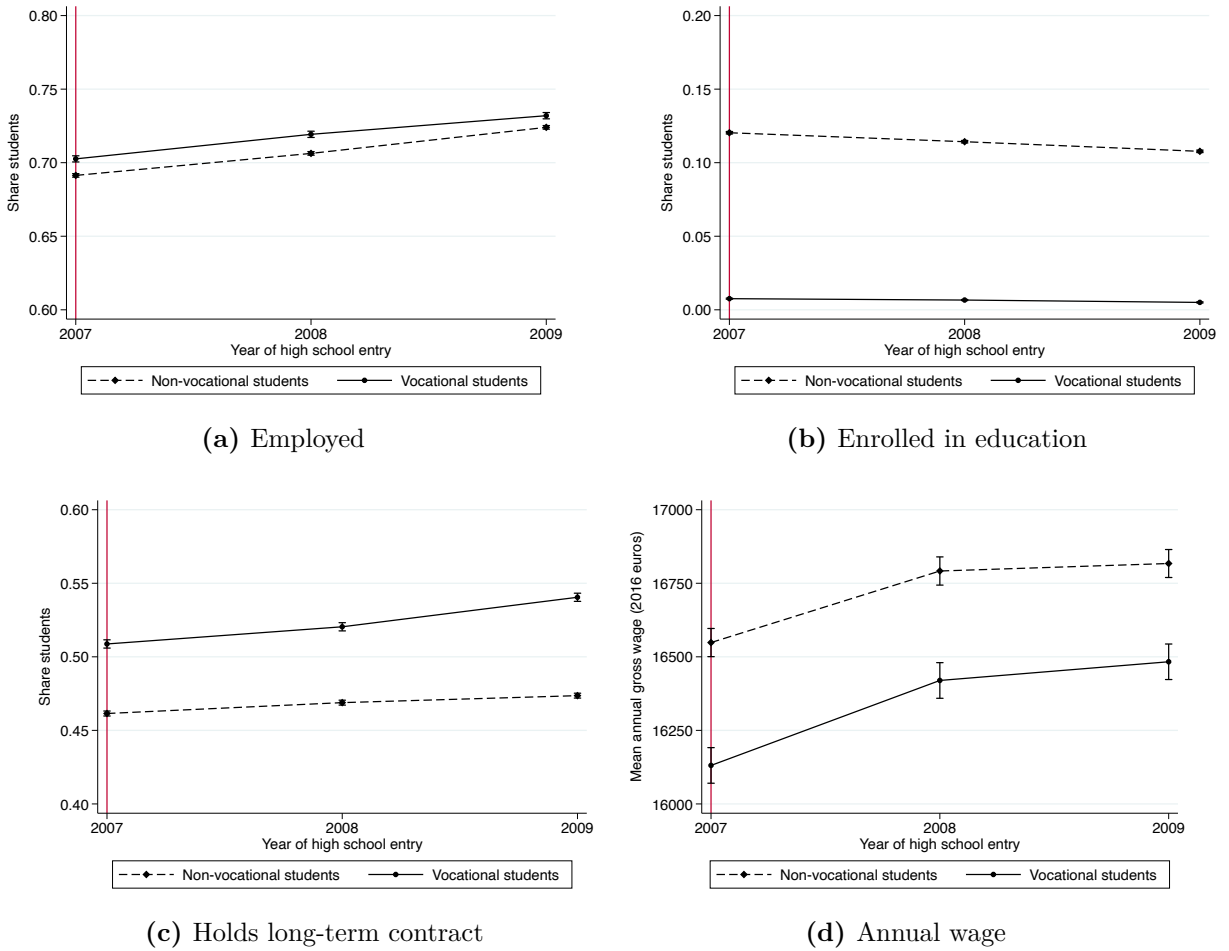 0.80
0.75
0.70
0.65
0.60
Share students
2007
2008
2009
Year of high school entry
Non-vocational students
Vocational students
(a) Employed
0.20
0.15
0.10
0.05
0.00
Share students
2007
2008
2009
Year of high school entry
Non-vocational students
Vocational students
(b) Enrolled in education
0.60
0.55
0.50
0.45
0.40
Share students
2007
2008
2009
Year of high school entry
Non-vocational students
Vocational students
(c) Holds long-term contract
17000
16750
16500
16250
16000
Mean annual gross wage (2016 euros)
2007
2008
2009
Year of high school entry
Non-vocational students
Vocational students
(d) Annual wage